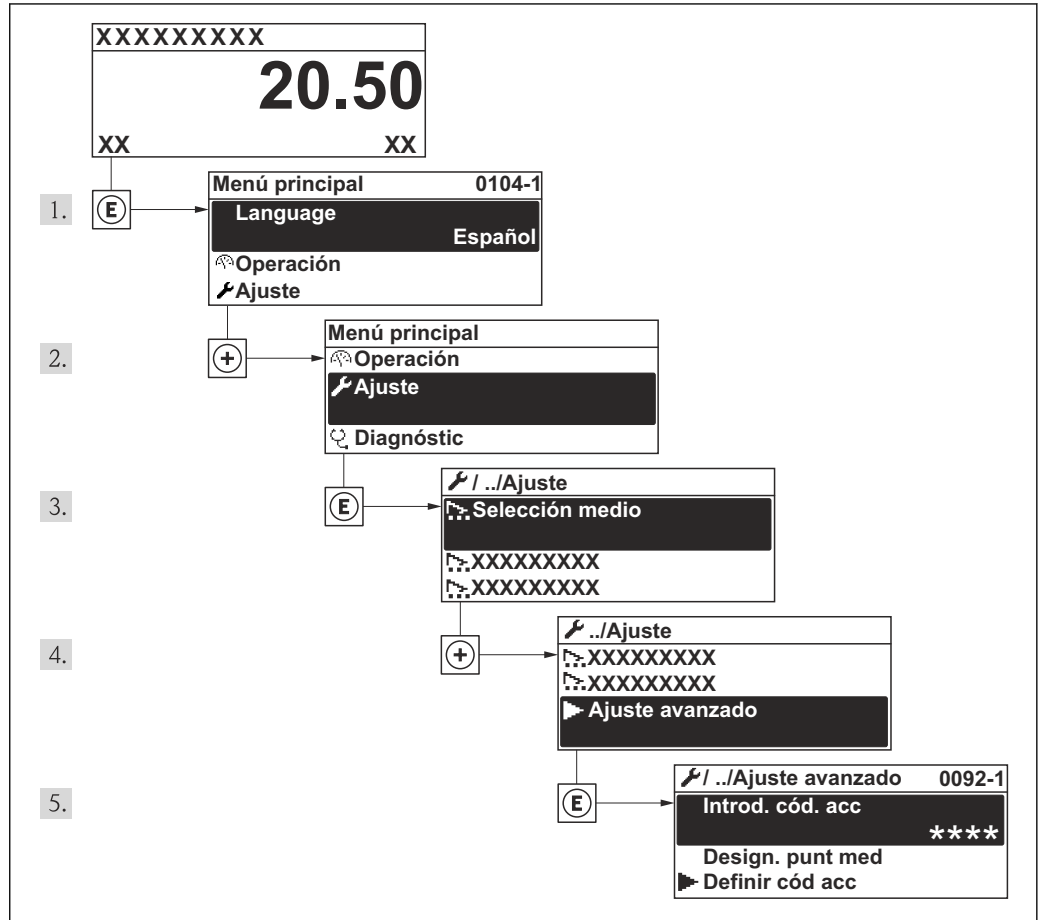 XXXXXXXXX
20.50
XX XX
1. E Menú principal 0104-1
Language
Español
Operación
Ajuste
2. + Menú principal
Operación
Ajuste
Diagnóstic
3. E / ../Ajuste
Selección medio
XXXXXXXXX
XXXXXXXXX
4. + ../Ajuste
XXXXXXXXX
XXXXXXXXX
Ajuste avanzado
5. E / ../Ajuste avanzado 0092-1
Introd. cód. acc
****
Design. punt med
Definir cód acc